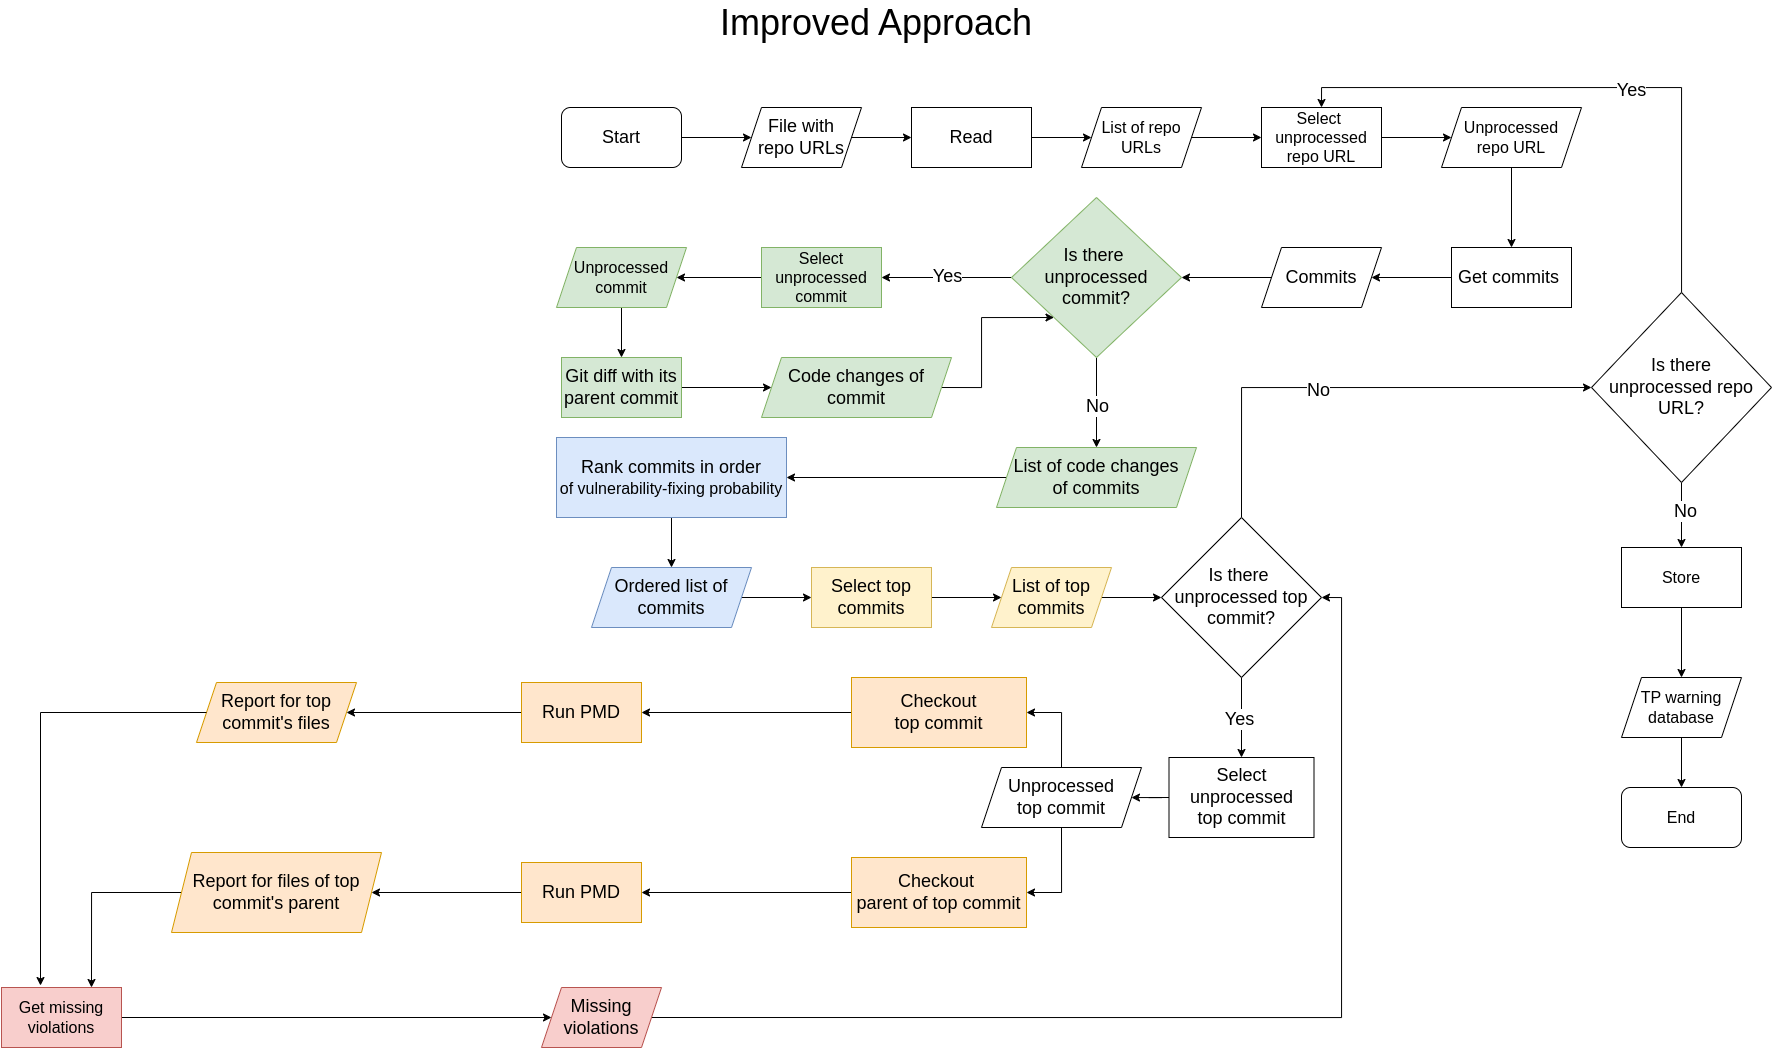 Improved Approach
Yes
Start
File with
repo URLs
Read
List of repo
URLs
Select
unprocessed
repo URL
Unprocessed
repo URL
Unprocessed
commit
Select
unprocessed
commit
Yes
Is there
unprocessed
commit?
Commits
Get commits
Git diff with its
parent commit
Code changes of
commit
No
No
Is there
unprocessed repo
URL?
Rank commits in order
of vulnerability-fixing probability
List of code changes
of commits
No
Ordered list of
commits
Select top
commits
List of top
commits
Is there
unprocessed top
commit?
Store
Report for top
commit's files
Run PMD
Checkout
top commit
Yes
TP warning
database
Unprocessed
top commit
Select
unprocessed
top commit
End
Report for files of top
commit's parent
Run PMD
Checkout
parent of top commit
Get missing
violations
Missing
violations